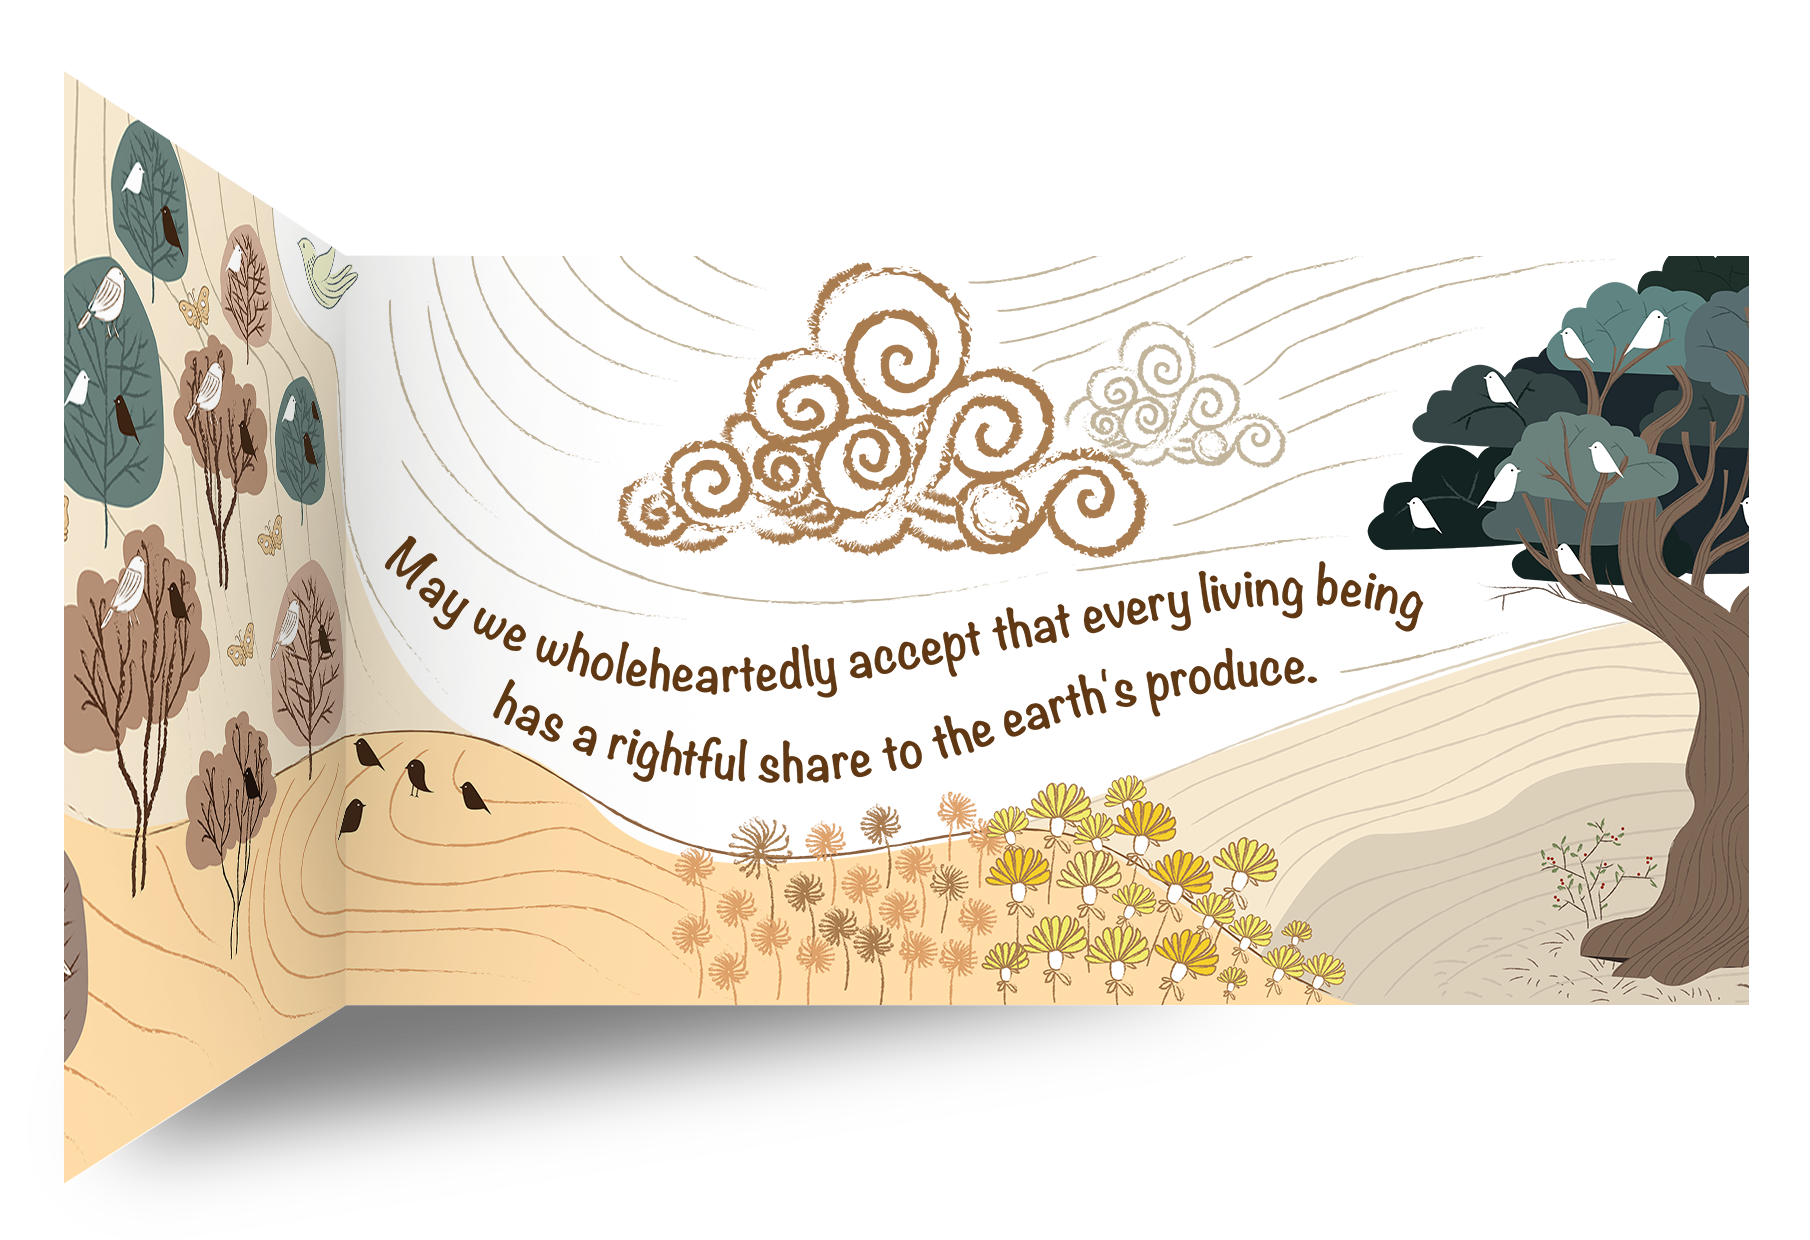 May we wholeheartedly accept that every living being
has a rightful share to the earth's produce.